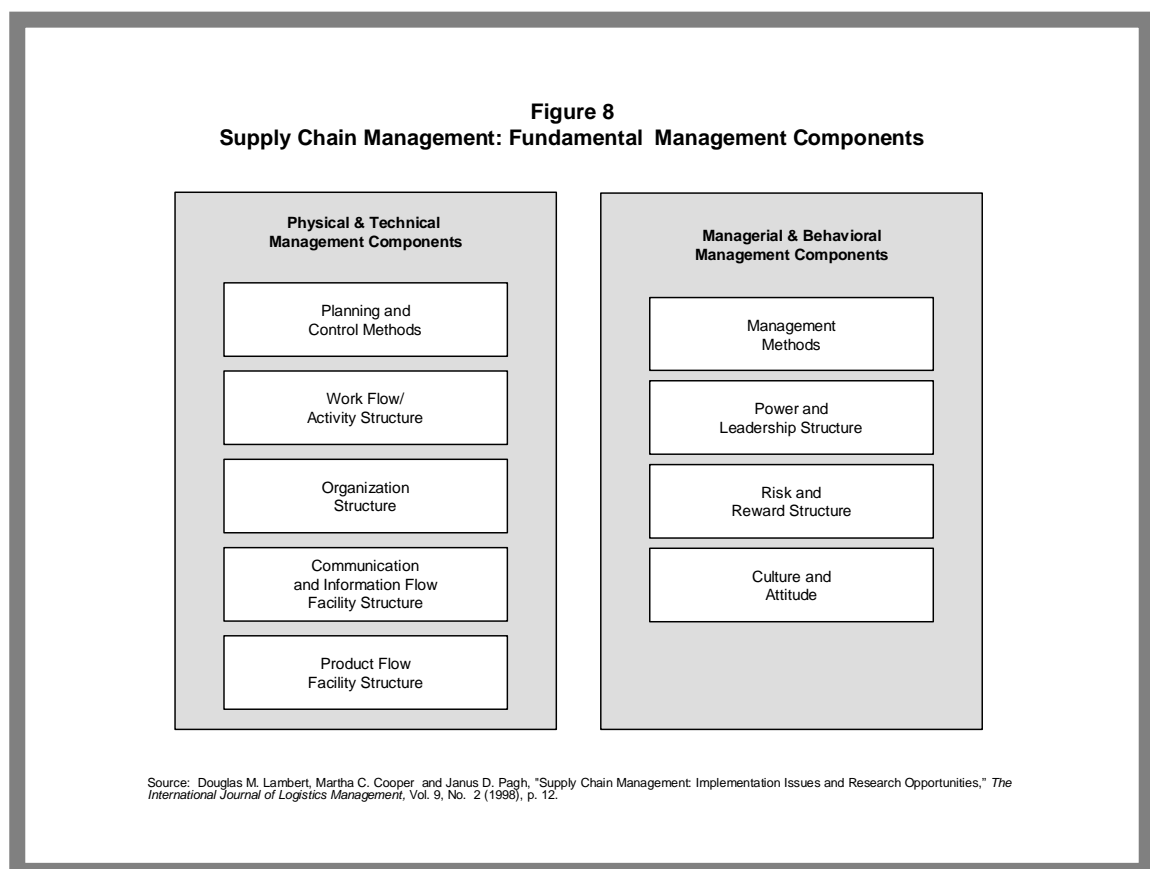 Figure 8
Supply Chain Management: Fundamental Management Components
Physical & Technical
Management Components
Planning and
Control Methods
Work Flow/
Activity Structure
Organization
Structure
Communication
and Information Flow
Facility Structure
Product Flow
Facility Structure
Managerial & Behavioral
Management Components
Management
Methods
Power and
Leadership Structure
Risk and
Reward Structure
Culture and
Attitude
Source: Douglas M. Lambert, Martha C. Cooper and Janus D. Pagh, "Supply Chain Management: Implementation Issues and Research Opportunities,” The
International Journal of Logistics Management, Vol. 9, No. 2 (1998), p. 12.